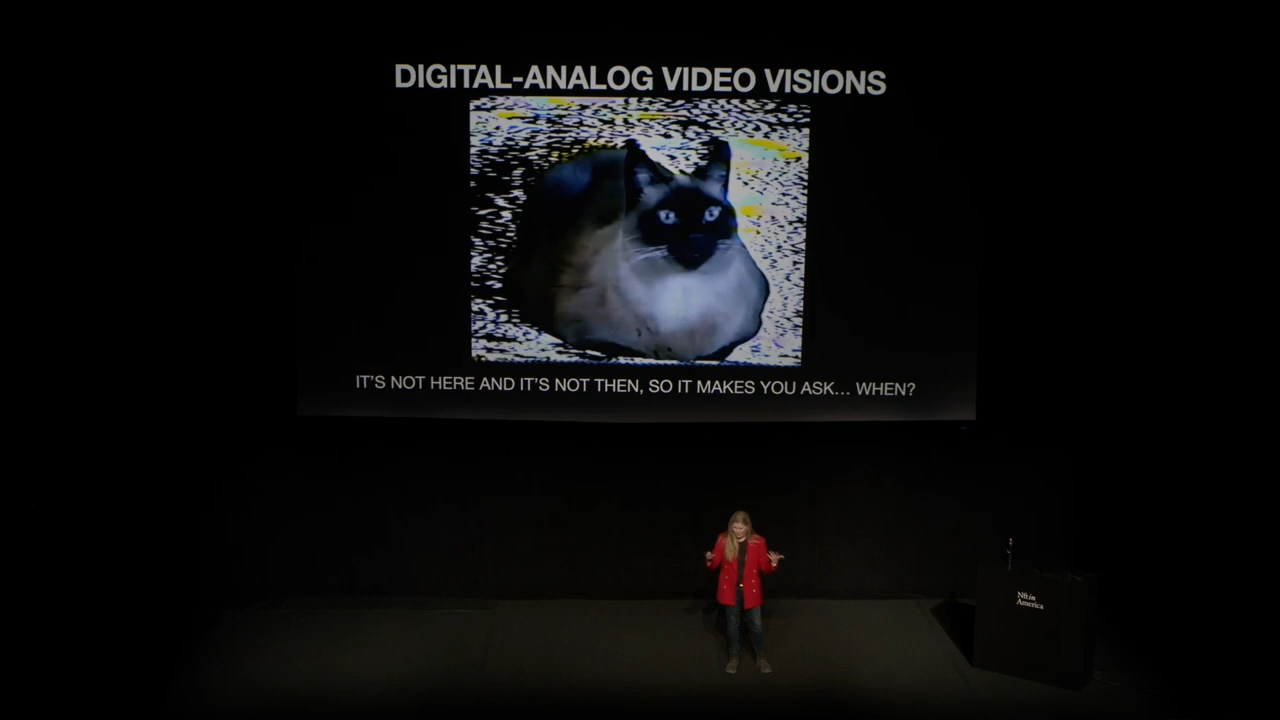 DIGITAL-ANALOG VIDEO VISIONS
IT'S NOT HERE AND IT'S NOT THEN, SO IT MAKES YOU ASK... WHEN?
Nft in
America